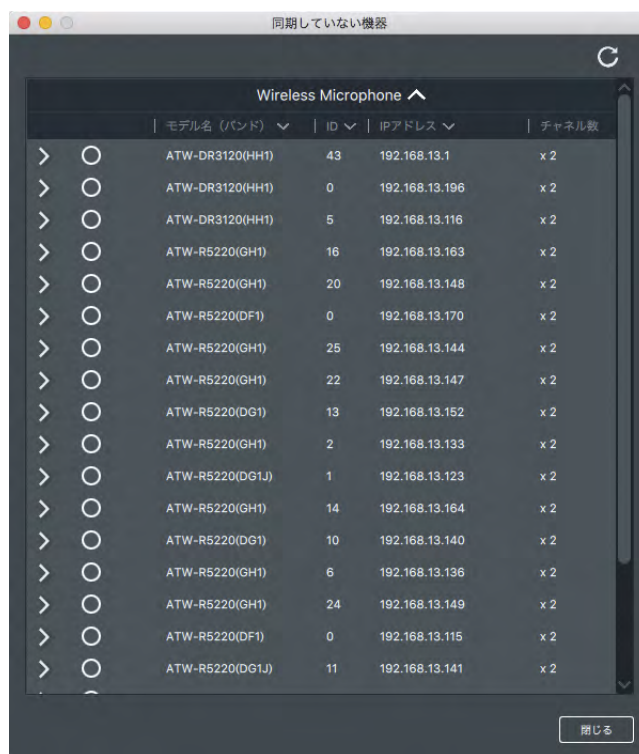 同期していない機器
Wireless Microphone
モデル名（バンド） ID IPアドレス チャネル数
ATW-DR3120(HH1) 43 192.168.13.1 x 2
ATW-DR3120(HH1) 0 192.168.13.196 x 2
ATW-DR3120(HH1) 5 192.168.13.116 x 2
ATW-R5220(GH1) 16 192.168.13.163 x 2
ATW-R5220(GH1) 20 192.168.13.148 x 2
ATW-R5220(DF1) 0 192.168.13.170 x 2
ATW-R5220(GH1) 25 192.168.13.144 x 2
ATW-R5220(GH1) 22 192.168.13.147 x 2
ATW-R5220(DG1) 13 192.168.13.152 x 2
ATW-R5220(GH1) 2 192.168.13.133 x 2
ATW-R5220(DG1J) 1 192.168.13.123 x 2
ATW-R5220(GH1) 14 192.168.13.164 x 2
ATW-R5220(DG1) 10 192.168.13.140 x 2
ATW-R5220(GH1) 6 192.168.13.136 x 2
ATW-R5220(GH1) 24 192.168.13.149 x 2
ATW-R5220(DF1) 0 192.168.13.115 x 2
ATW-R5220(DG1J) 11 192.168.13.141 x 2
閉じる